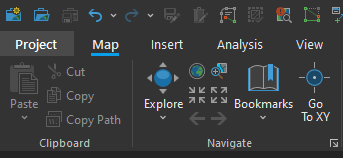 Project Map Insert Analysis View
Paste
Cut
Copy
Copy Path
Clipboard
Explore
Bookmarks
Go
To XY
Navigate